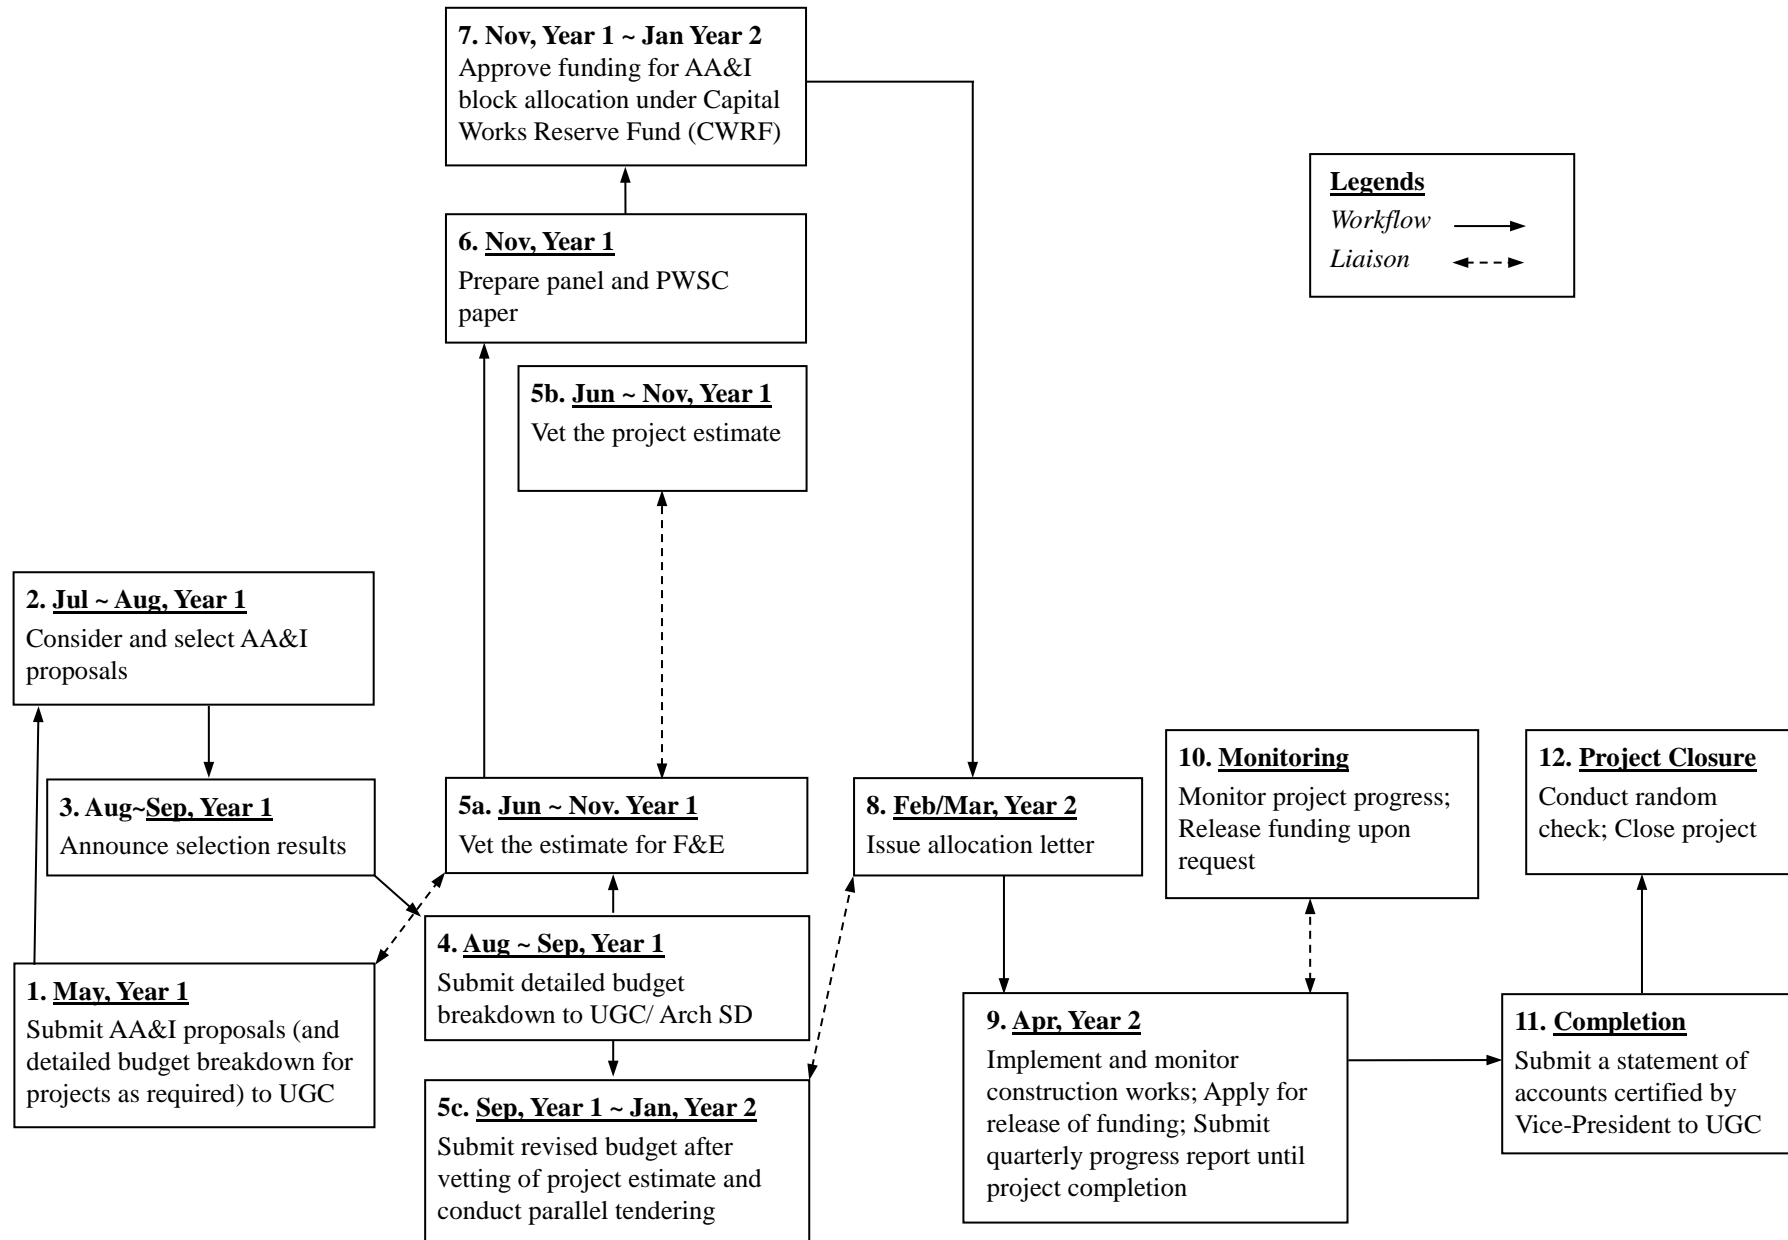 7. Nov, Year 1 ~ Jan Year 2
Approve funding for AA&I
block allocation under Capital
Works Reserve Fund (CWRF)
Legends
Workflow
Liaison
6. Nov, Year 1
Prepare panel and PWSC
paper
5b. Jun ~ Nov, Year 1
Vet the project estimate
2. Jul ~ Aug, Year 1
Consider and select AA&I
proposals
3. Aug~Sep, Year 1
Announce selection results
5a. Jun ~ Nov. Year 1
Vet the estimate for F&E
8. Feb/Mar, Year 2
Issue allocation letter
10. Monitoring
Monitor project progress;
Release funding upon
request
12. Project Closure
Conduct random
check; Close project
1. May, Year 1
Submit AA&I proposals (and
detailed budget breakdown for
projects as required) to UGC
4. Aug ~ Sep, Year 1
Submit detailed budget
breakdown to UGC/ Arch SD
5c. Sep, Year 1 ~ Jan, Year 2
Submit revised budget after
vetting of project estimate and
conduct parallel tendering
9. Apr, Year 2
Implement and monitor
construction works; Apply for
release of funding; Submit
quarterly progress report until
project completion
11. Completion
Submit a statement of
accounts certified by
Vice-President to UGC